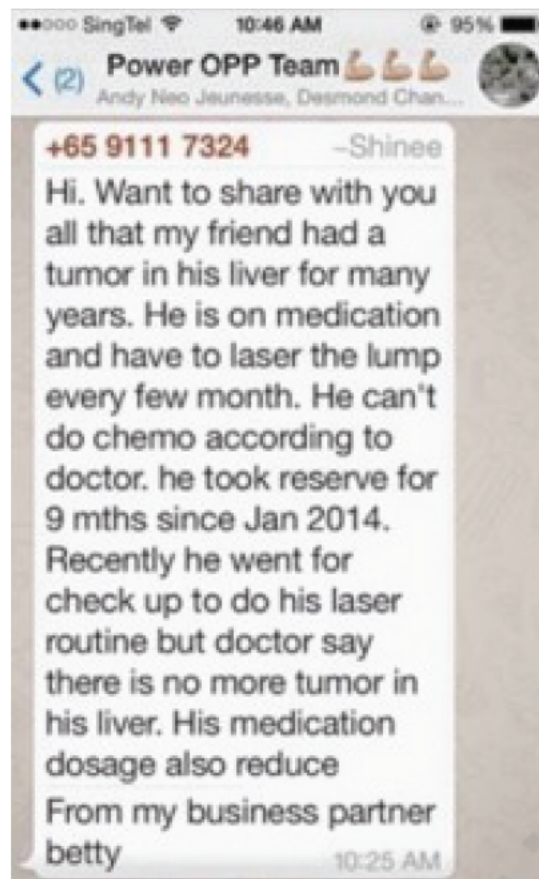 SingTel 10:46 AM 95%
(2) Power OPP Team💪💪💪
Andy Neo Jeunesse, Desmond Chan...
+65 9111 7324 ~Shinee
Hi. Want to share with you
all that my friend had a
tumor in his liver for many
years. He is on medication
and have to laser the lump
every few month. He can't
do chemo according to
doctor. he took reserve for
9 mths since Jan 2014.
Recently he went for
check up to do his laser
routine but doctor say
there is no more tumor in
his liver. His medication
dosage also reduce
From my business partner
betty 10:25 AM